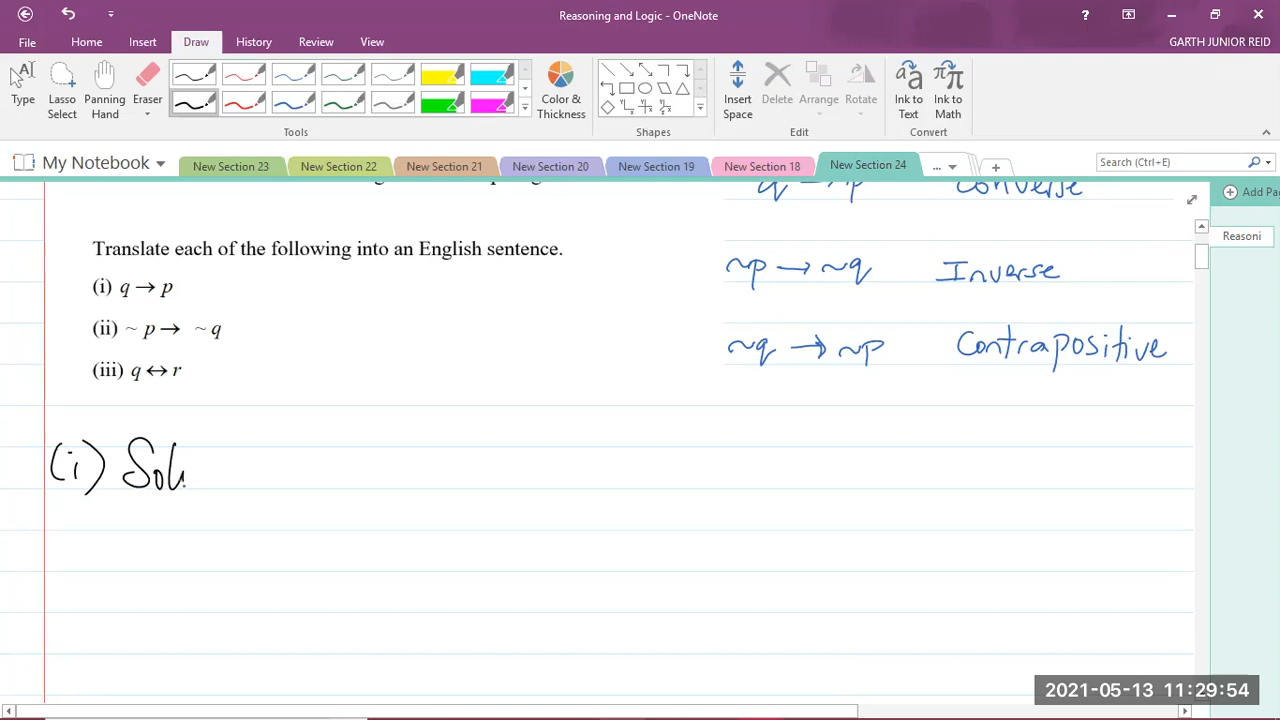 Reasoning and Logic - OneNote
GARTH JUNIOR REID
File Home Insert Draw History Review View
Type
Lasso Select
Panning Hand
Eraser
Color & Thickness
Insert Space
Delete
Arrange
Rotate
Ink to Text
Ink to Math
Tools
Shapes
Edit
Convert
My Notebook
New Section 23
New Section 22
New Section 21
New Section 20
New Section 19
New Section 18
New Section 24
...
Search (Ctrl+E)
Add Pag
Reasoni
q → p Converse
Translate each of the following into an English sentence.
(i) q → p
(ii) ~ p → ~ q
(iii) q ↔ r
~p → ~q Inverse
~q → ~p Contrapositive
(i) Sol
2021-05-13 11:29:54